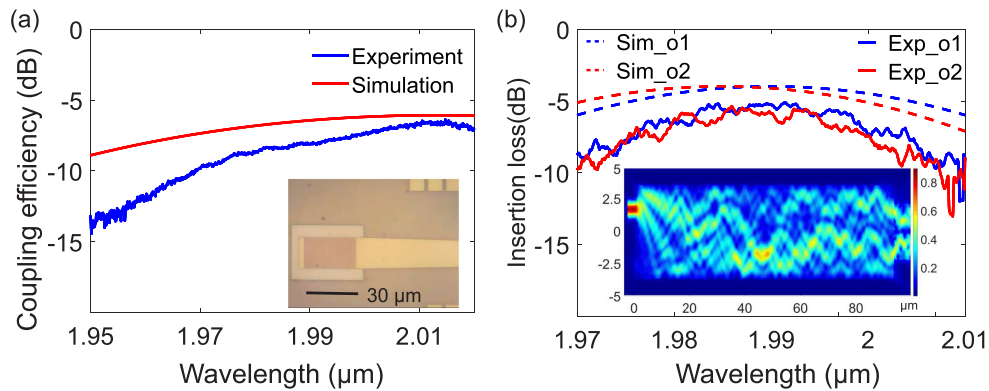 (a)
Coupling efficiency (dB)
0
-5
-10
-15
Experiment
Simulation
30 µm
1.95
1.97
1.99
2.01
Wavelength (µm)
(b)
Insertion loss(dB)
0
-5
-10
-15
Sim_o1
Sim_o2
Exp_o1
Exp_o2
5
2.5
0
-2.5
-5
0
20
40
60
80
µm
0.8
0.6
0.4
0.2
1.97
1.98
1.99
2
2.01
Wavelength (µm)